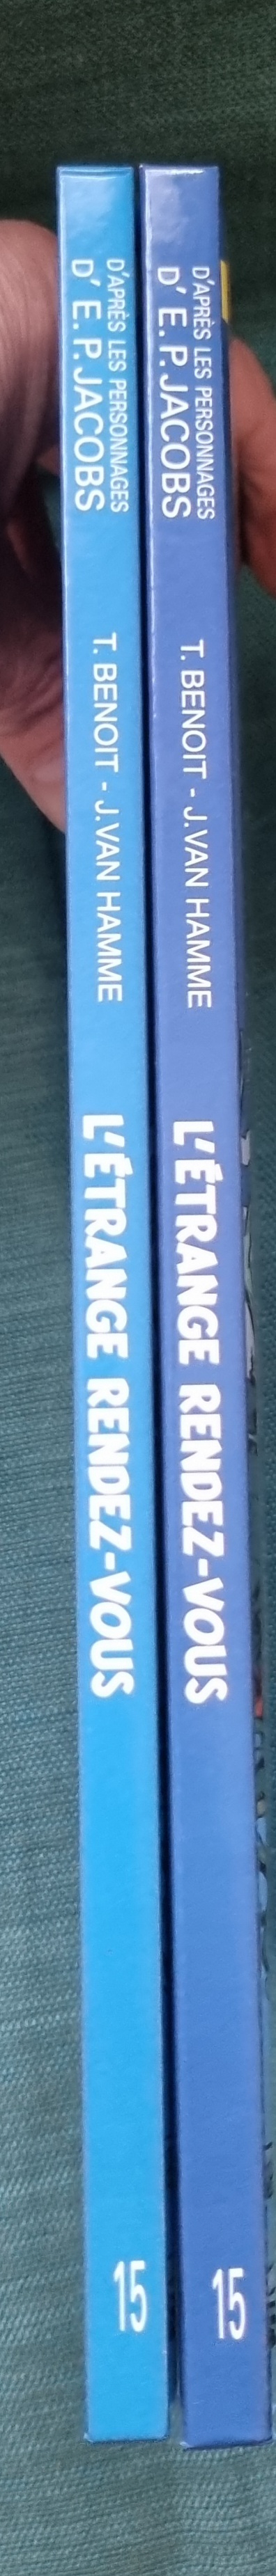 D'APRÈS LES PERSONNAGES
D' E. P. JACOBS
T. BENOIT - J. VAN HAMME
L'ÉTRANGE RENDEZ-VOUS
15
D'APRÈS LES PERSONNAGES
D' E. P. JACOBS
T. BENOIT - J. VAN HAMME
L'ÉTRANGE RENDEZ-VOUS
15